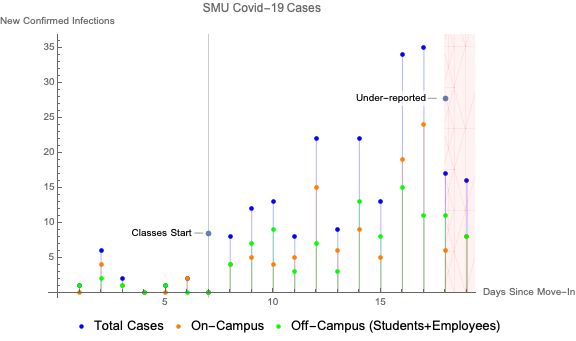 SMU Covid-19 Cases
New Confirmed Infections
35
30
Under-reported
25
20
15
10
Classes Start
5
5 10 15 Days Since Move-In
Total Cases On-Campus Off-Campus (Students+Employees)